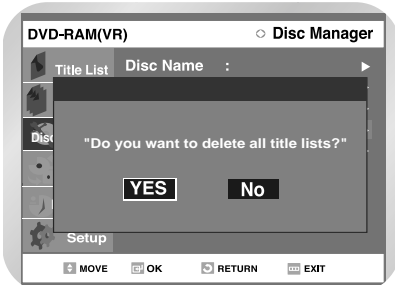 DVD-RAM(VR) Disc Manager
Title List Disc Name :
Disc
"Do you want to delete all title lists?"
YES No
Setup
MOVE OK RETURN EXIT